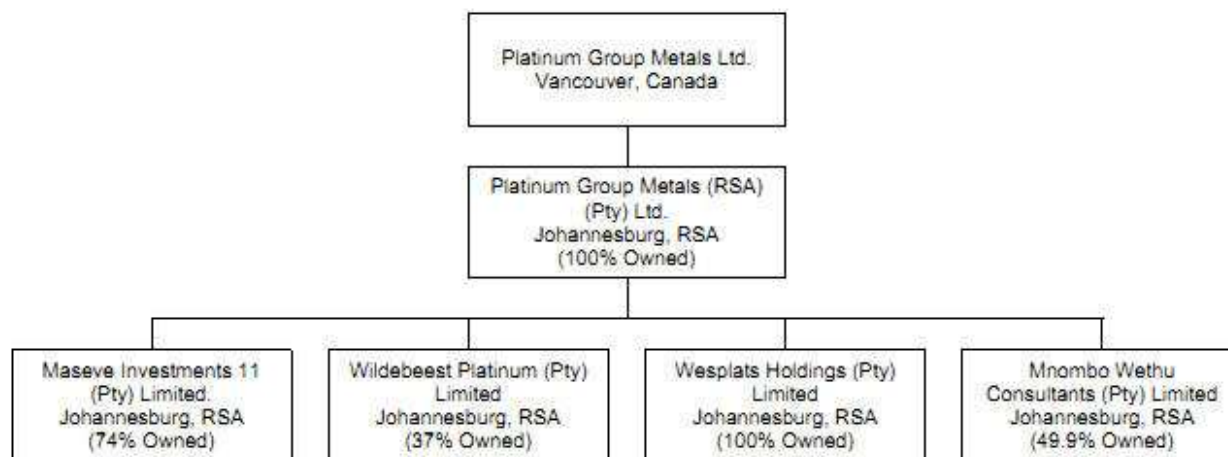 Platinum Group Metals Ltd.
Vancouver, Canada
Platinum Group Metals (RSA)
(Pty) Ltd.
Johannesburg, RSA
(100% Owned)
Maseve Investments 11
(Pty) Limited.
Johannesburg, RSA
(74% Owned)
Wildebeest Platinum (Pty)
Limited
Johannesburg, RSA
(37% Owned)
Wesplats Holdings (Pty)
Limited
Johannesburg, RSA
(100% Owned)
Mnombo Wethu
Consultants (Pty) Limited
Johannesburg, RSA
(49.9% Owned)